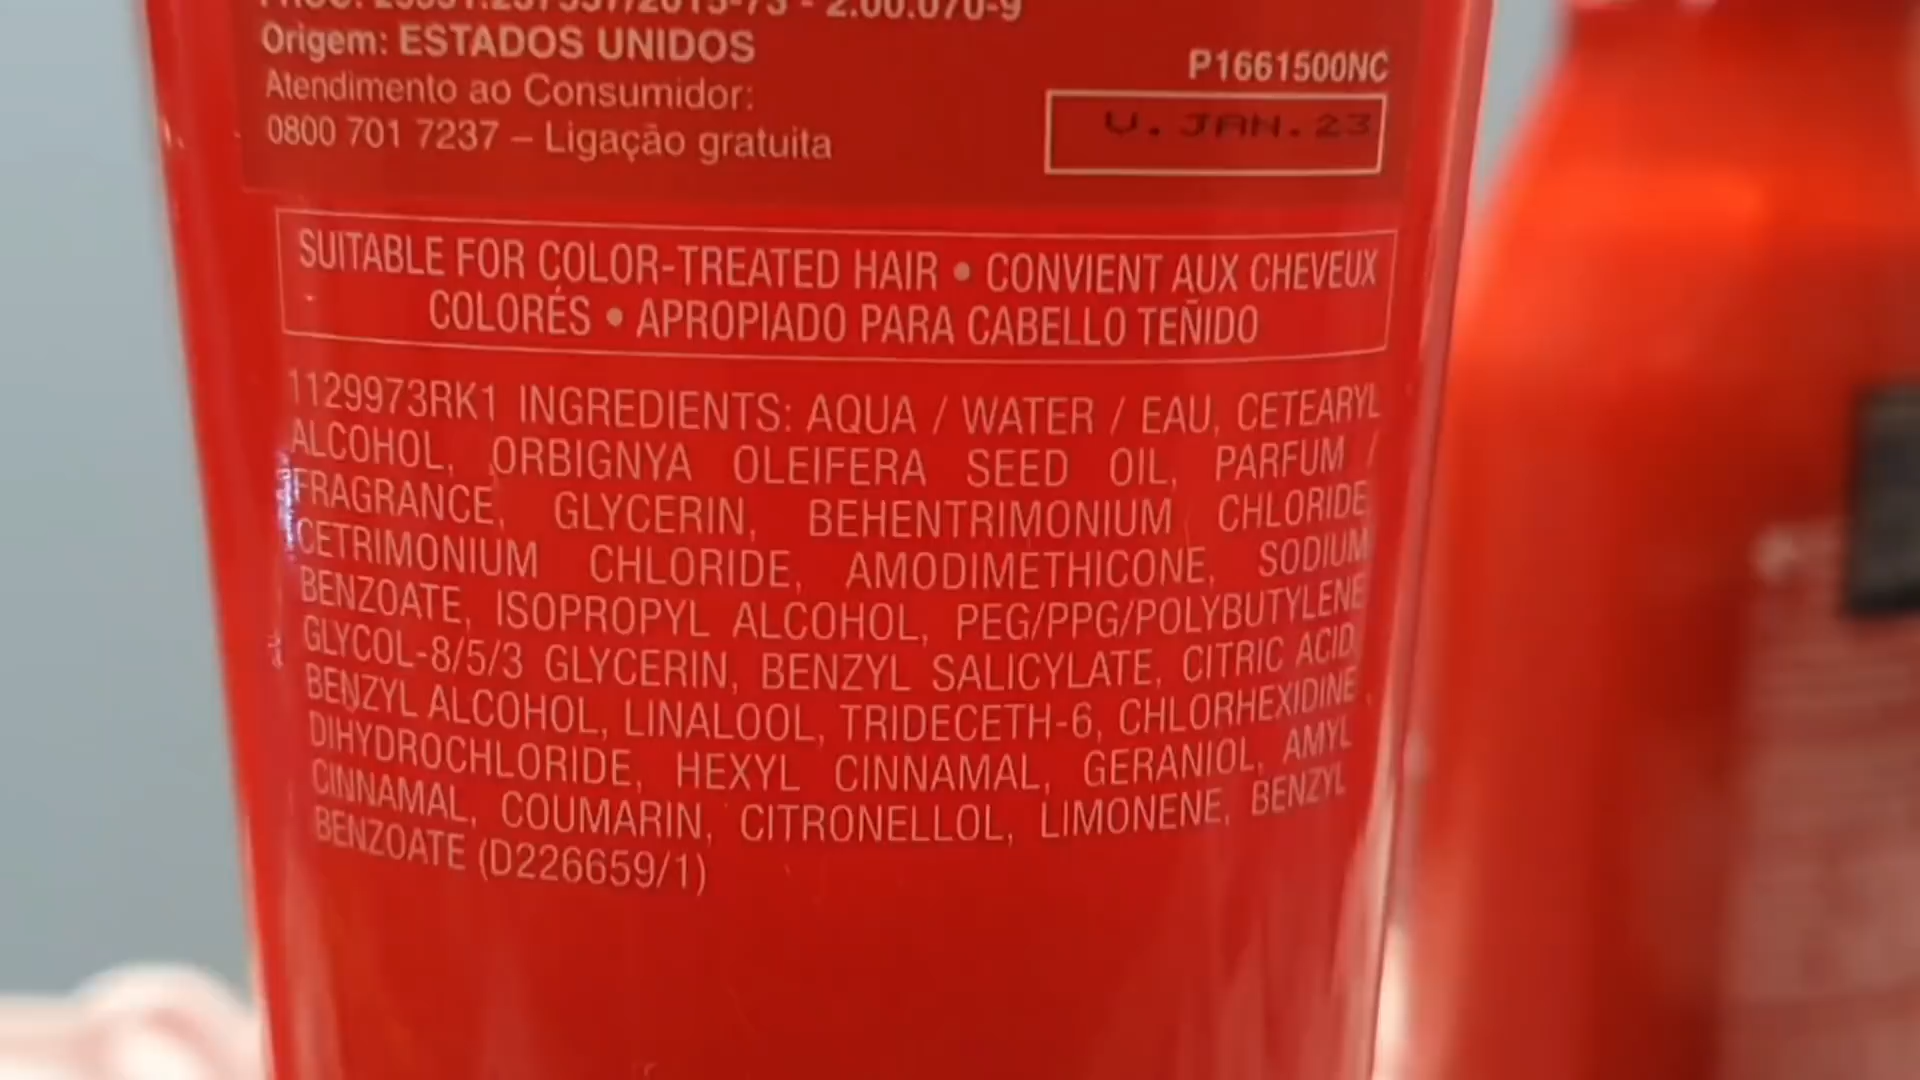 Origem: ESTADOS UNIDOS
Atendimento ao Consumidor:
0800 701 7237 – Ligação gratuita
P1661500NC
V.JAN.23
SUITABLE FOR COLOR-TREATED HAIR • CONVIENT AUX CHEVEUX
COLORÉS • APROPIADO PARA CABELLO TEÑIDO
1129973RK1 INGREDIENTS: AQUA / WATER / EAU, CETEARYL
ALCOHOL, ORBIGNYA OLEIFERA SEED OIL, PARFUM /
FRAGRANCE, GLYCERIN, BEHENTRIMONIUM CHLORIDE,
CETRIMONIUM CHLORIDE, AMODIMETHICONE, SODIUM
BENZOATE, ISOPROPYL ALCOHOL, PEG/PPG/POLYBUTYLENE
GLYCOL-8/5/3 GLYCERIN, BENZYL SALICYLATE, CITRIC ACID,
BENZYL ALCOHOL, LINALOOL, TRIDECETH-6, CHLORHEXIDINE
DIHYDROCHLORIDE, HEXYL CINNAMAL, GERANIOL, AMYL
CINNAMAL, COUMARIN, CITRONELLOL, LIMONENE, BENZYL
BENZOATE (D226659/1)